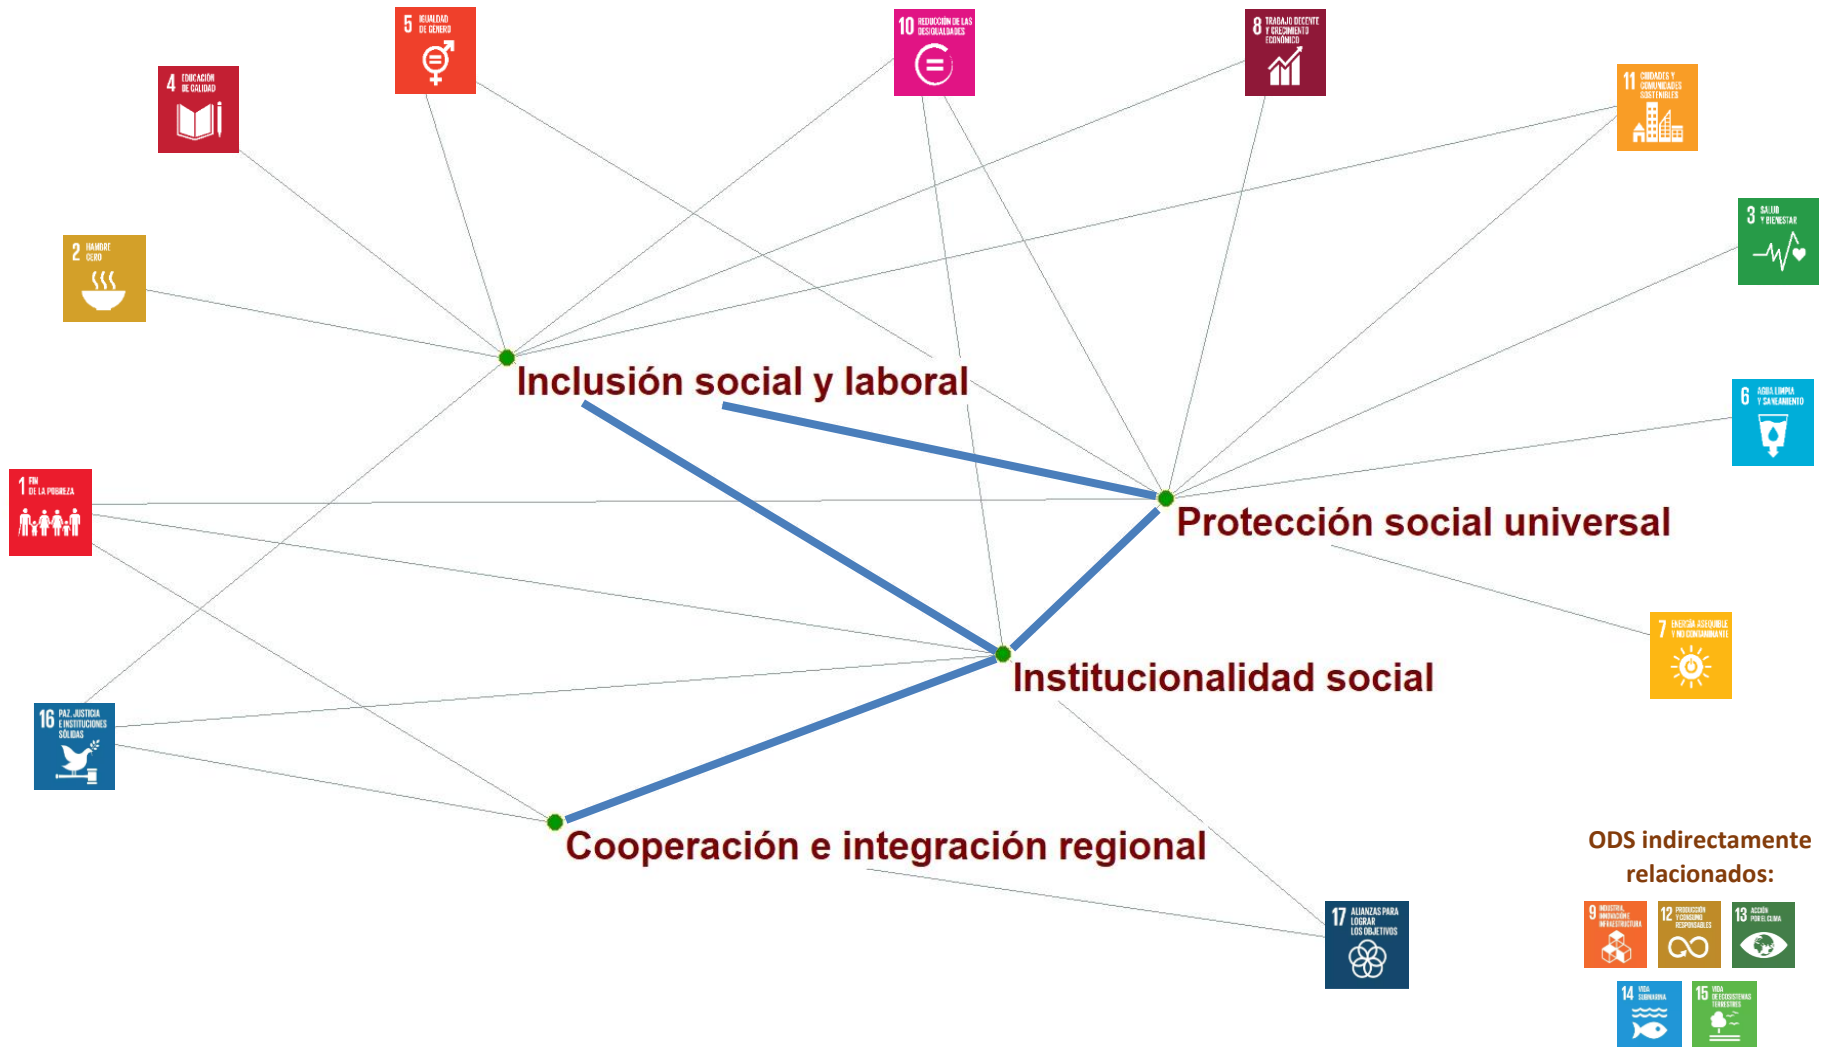 5 IGUALDAD
DE GÉNERO
10 REDUCCIÓN DE LAS
DESIGUALDADES
8 TRABAJO DECENTE
Y CRECIMIENTO
ECONÓMICO
4 EDUCACIÓN
DE CALIDAD
11 CIUDADES Y
COMUNIDADES
SOSTENIBLES
3 SALUD
Y BIENESTAR
2 HAMBRE
CERO
Inclusión social y laboral
6 AGUA LIMPIA
Y SANEAMIENTO
1 FIN
DE LA POBREZA
Protección social universal
7 ENERGÍA ASEQUIBLE
Y NO CONTAMINANTE
Institucionalidad social
16 PAZ, JUSTICIA
E INSTITUCIONES
SÓLIDAS
Cooperación e integración regional
17 ALIANZAS PARA
LOGRAR
LOS OBJETIVOS
ODS indirectamente
relacionados:
9 INDUSTRIA,
INNOVACIÓN E
INFRAESTRUCTURA
12 PRODUCCIÓN
Y CONSUMO
RESPONSABLES
13 ACCIÓN
POR EL CLIMA
14 VIDA
SUBMARINA
15 VIDA
DE ECOSISTEMAS
TERRESTRES